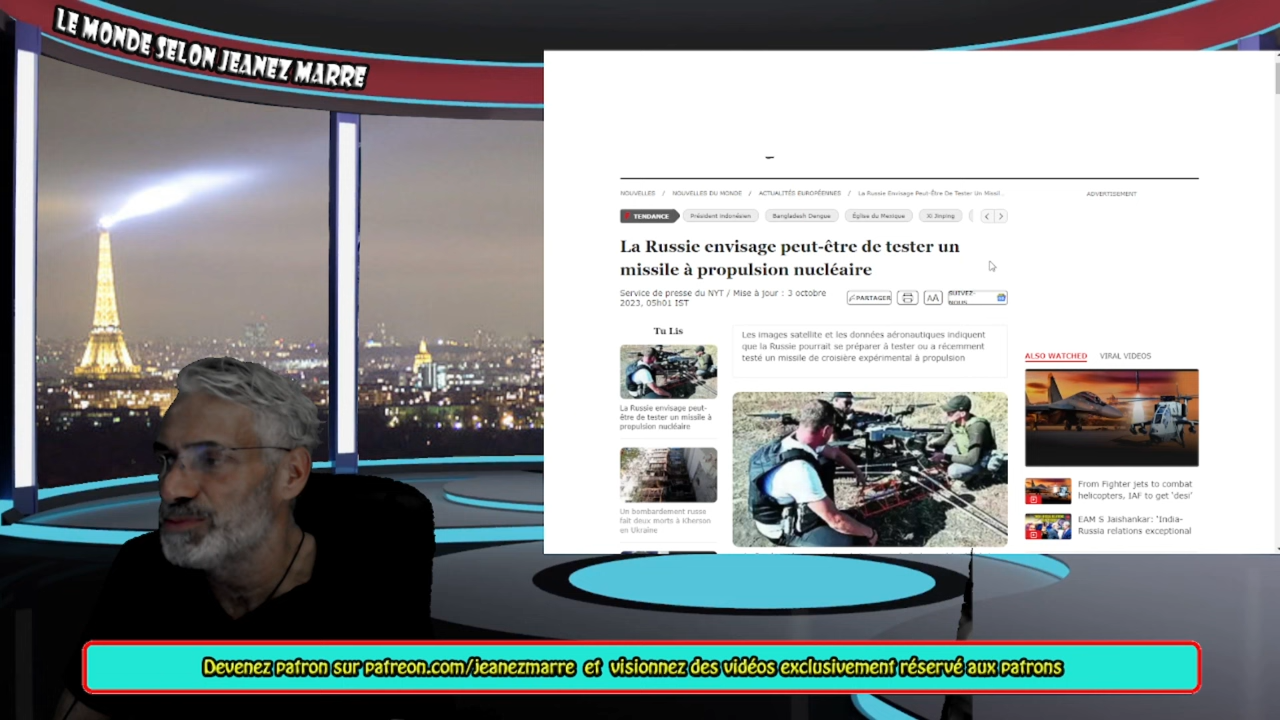 LE MONDE SELON JEANEZ MARRE
NOUVELLES / NOUVELLES DU MONDE / ACTUALITÉS EUROPÉENNES / La Russie Envisage Peut-Être De Tester Un Missil...
ADVERTISEMENT
TENDANCE
Président Indonésien
Bangladesh Dengue
Église du Mexique
Xi Jinping
La Russie envisage peut-être de tester un
missile à propulsion nucléaire
Service de presse du NYT / Mise à jour : 3 octobre
2023, 05h01 IST
PARTAGER
AA
SUIVEZ-
NOUS
Tu Lis
La Russie envisage peut-
être de tester un missile à
propulsion nucléaire
Un bombardement russe
fait deux morts à Kherson
en Ukraine
Les images satellite et les données aéronautiques indiquent
que la Russie pourrait se préparer à tester ou a récemment
testé un missile de croisière expérimental à propulsion
ALSO WATCHED
VIRAL VIDEOS
From Fighter jets to combat
helicopters, IAF to get 'desi'
EAM S Jaishankar: 'India-
Russia relations exceptional
Devenez patron sur patreon.com/jeanezmarre et visionnez des vidéos exclusivement réservé aux patrons